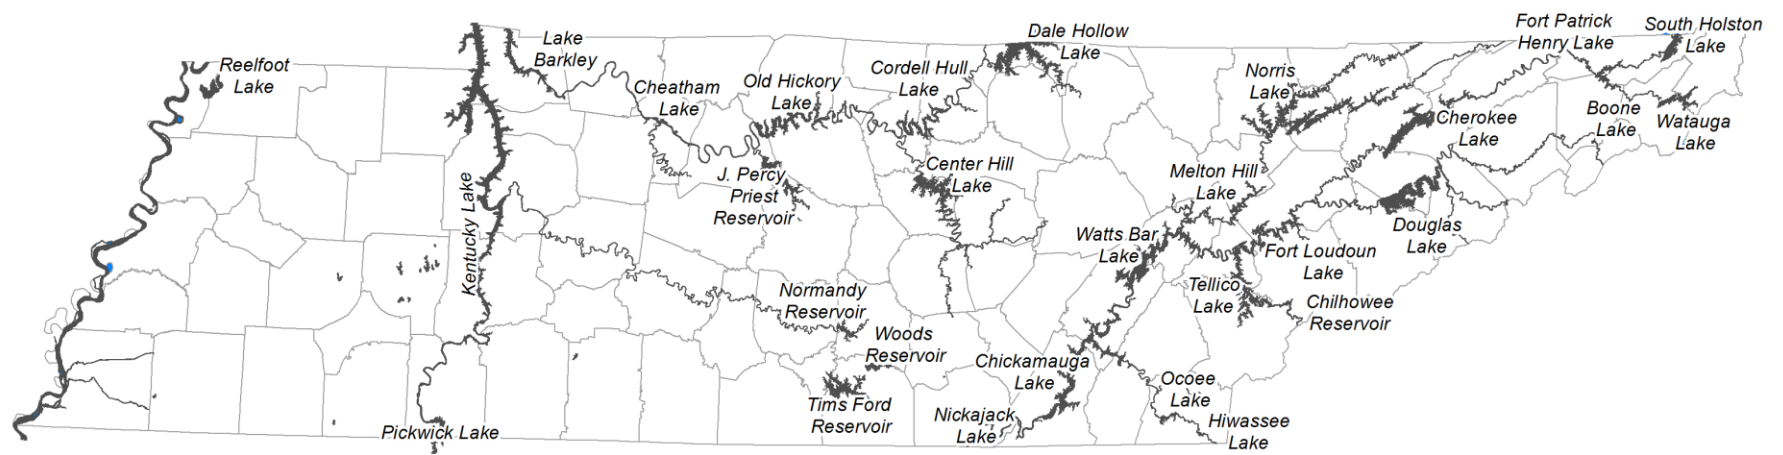 Reelfoot
Lake
Lake
Barkley
Kentucky Lake
Pickwick Lake
Cheatham
Lake
Old Hickory
Lake
J. Percy
Priest
Reservoir
Cordell Hull
Lake
Dale Hollow
Lake
Center Hill
Lake
Normandy
Reservoir
Woods
Reservoir
Tims Ford
Reservoir
Nickajack
Lake
Chickamauga
Lake
Watts Bar
Lake
Melton Hill
Lake
Norris
Lake
Ocoee
Lake
Hiwassee
Lake
Tellico
Lake
Chilhowee
Reservoir
Fort Loudoun
Lake
Douglas
Lake
Cherokee
Lake
Fort Patrick
Henry Lake
Boone
Lake
Watauga
Lake
South Holston
Lake